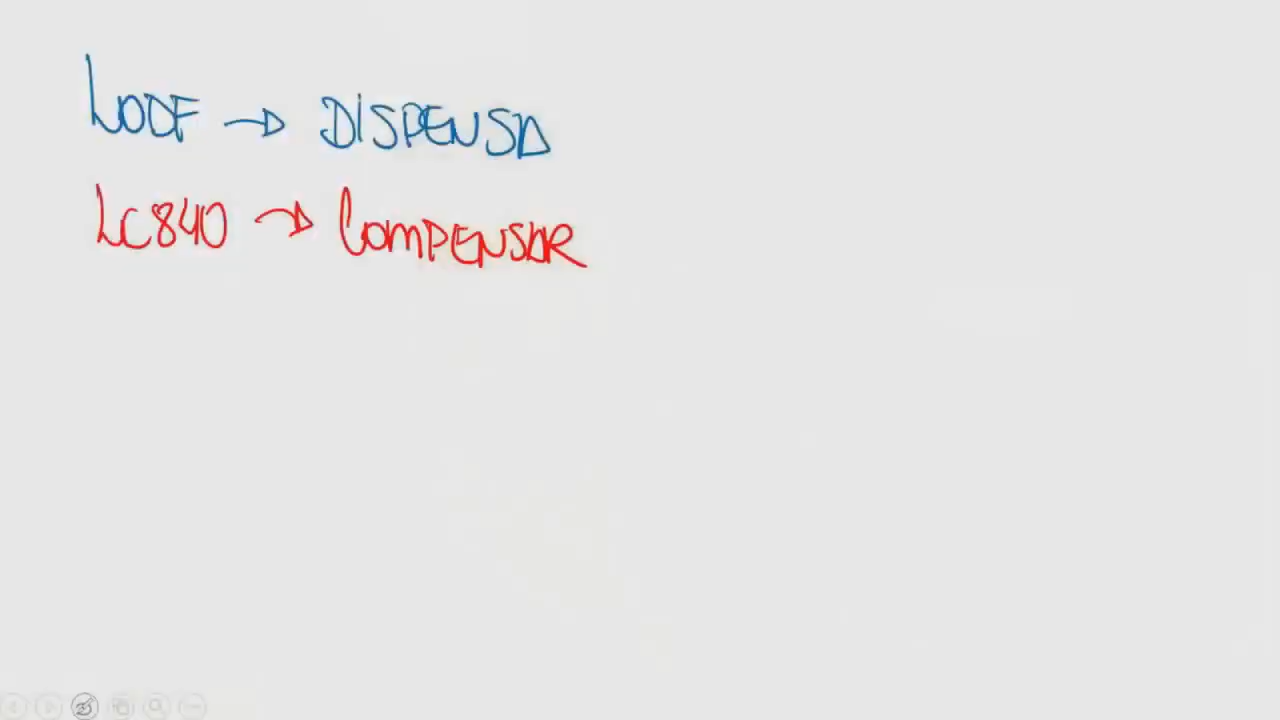 LODF → DISPENSA
LC840 → COMPENSAR